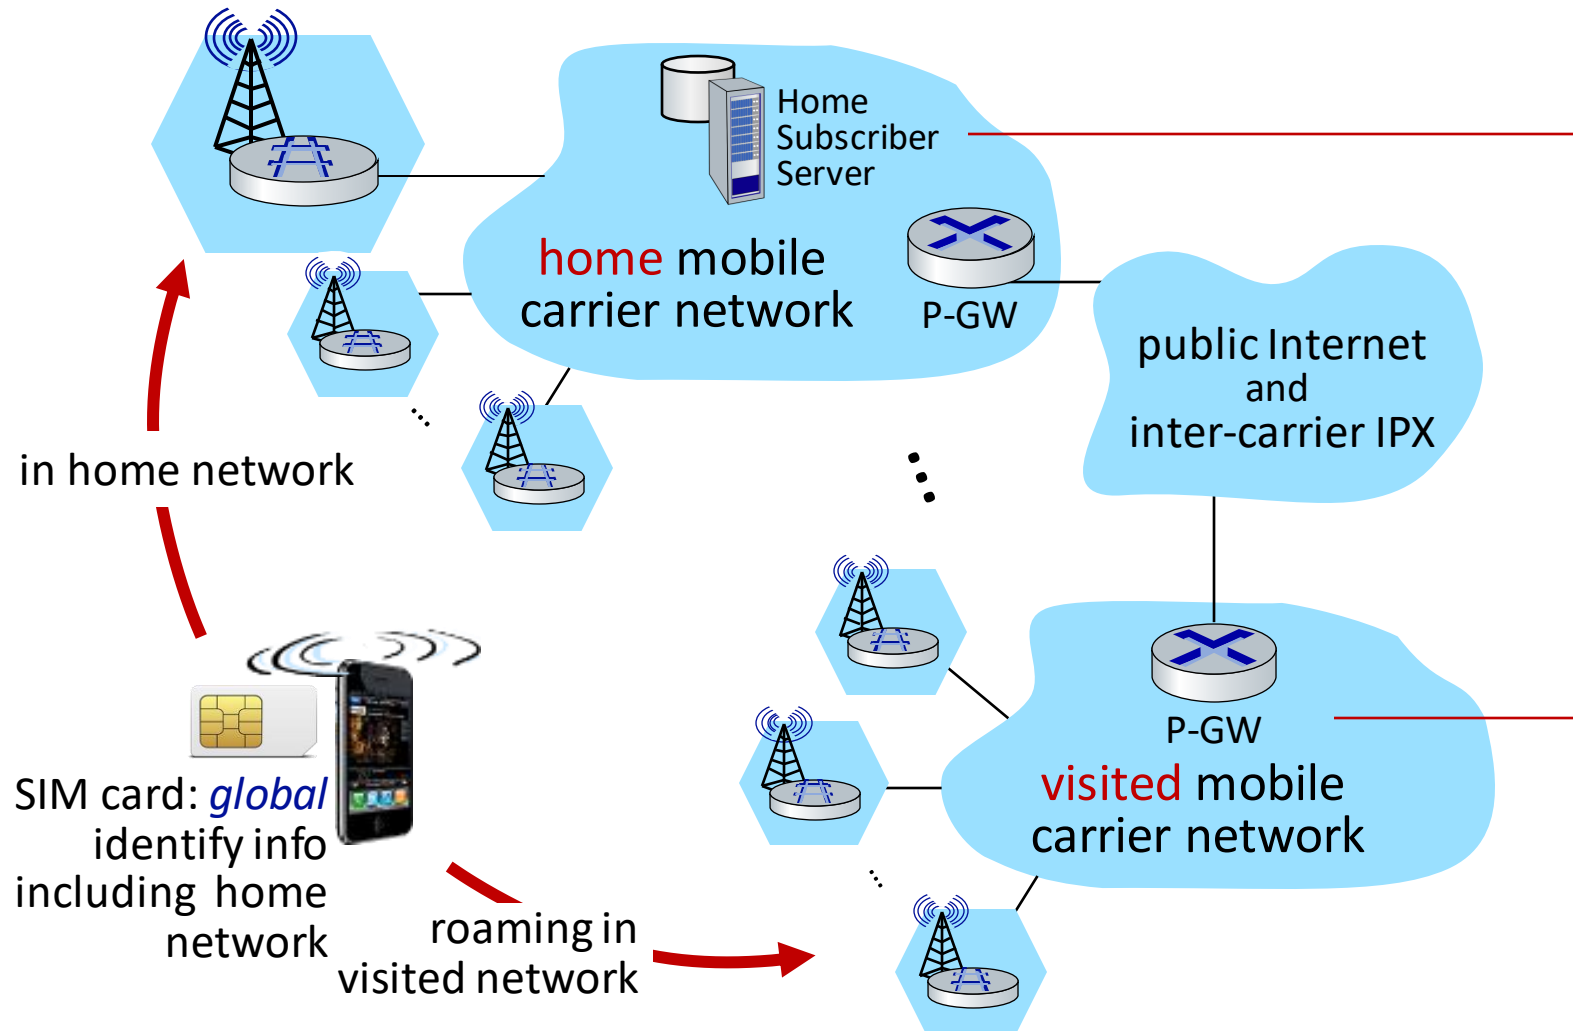 Home
Subscriber
Server
home mobile
carrier network
P-GW
public Internet
and
inter-carrier IPX
in home network
P-GW
visited mobile
carrier network
SIM card: global
identify info
including home
network
roaming in
visited network